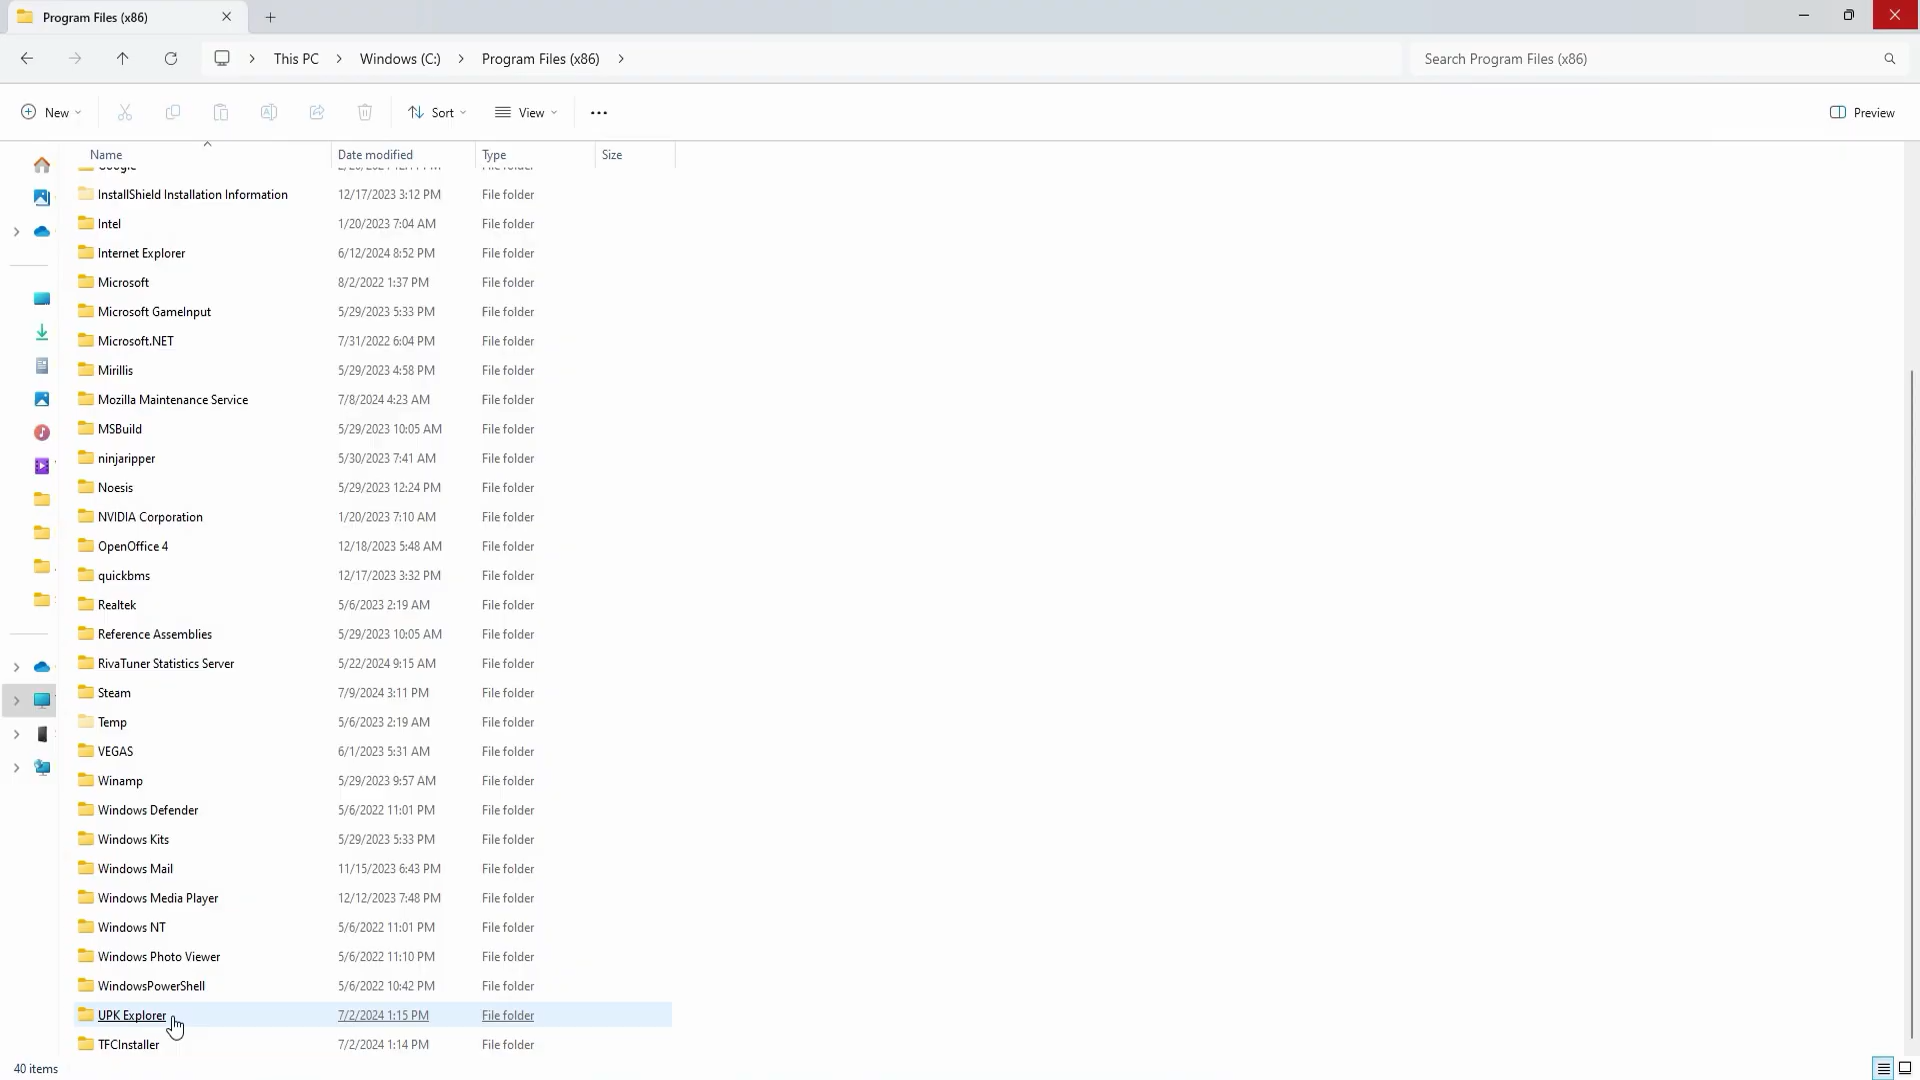 Program Files (x86)
This PC > Windows (C:) > Program Files (x86) >
Search Program Files (x86)
New
Sort
View
Preview
Name Date modified Type Size
Google
InstallShield Installation Information 12/17/2023 3:12 PM File folder
Intel 1/20/2023 7:04 AM File folder
Internet Explorer 6/12/2024 8:52 PM File folder
Microsoft 8/2/2022 1:37 PM File folder
Microsoft GameInput 5/29/2023 5:33 PM File folder
Microsoft.NET 7/31/2022 6:04 PM File folder
Mirillis 5/29/2023 4:58 PM File folder
Mozilla Maintenance Service 7/8/2024 4:23 AM File folder
MSBuild 5/29/2023 10:05 AM File folder
ninjaripper 5/30/2023 7:41 AM File folder
Noesis 5/29/2023 12:24 PM File folder
NVIDIA Corporation 1/20/2023 7:10 AM File folder
OpenOffice 4 12/18/2023 5:48 AM File folder
quickbms 12/17/2023 3:32 PM File folder
Realtek 5/6/2023 2:19 AM File folder
Reference Assemblies 5/29/2023 10:05 AM File folder
RivaTuner Statistics Server 5/22/2024 9:15 AM File folder
Steam 7/9/2024 3:11 PM File folder
Temp 5/6/2023 2:19 AM File folder
VEGAS 6/1/2023 5:31 AM File folder
Winamp 5/29/2023 9:57 AM File folder
Windows Defender 5/6/2022 11:01 PM File folder
Windows Kits 5/29/2023 5:33 PM File folder
Windows Mail 11/15/2023 6:43 PM File folder
Windows Media Player 12/12/2023 7:48 PM File folder
Windows NT 5/6/2022 11:01 PM File folder
Windows Photo Viewer 5/6/2022 11:10 PM File folder
WindowsPowerShell 5/6/2022 10:42 PM File folder
UPK Explorer 7/2/2024 1:15 PM File folder
TFCInstaller 7/2/2024 1:14 PM File folder
40 items